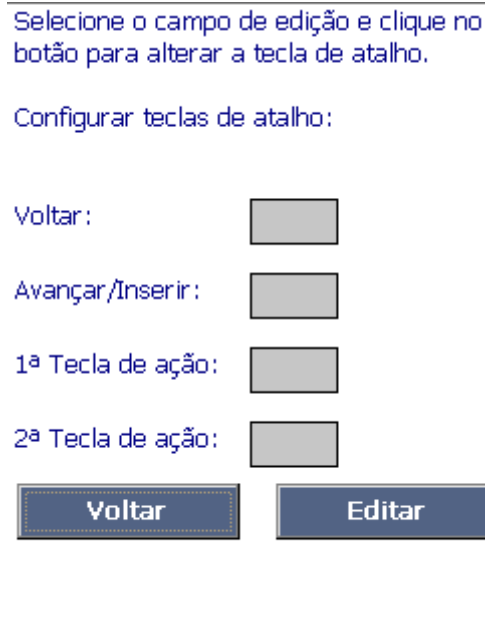 Selecione o campo de edição e clique no
botão para alterar a tecla de atalho.
Configurar teclas de atalho:
Voltar:
Avançar/Inserir:
1ª Tecla de ação:
2ª Tecla de ação:
Voltar Editar